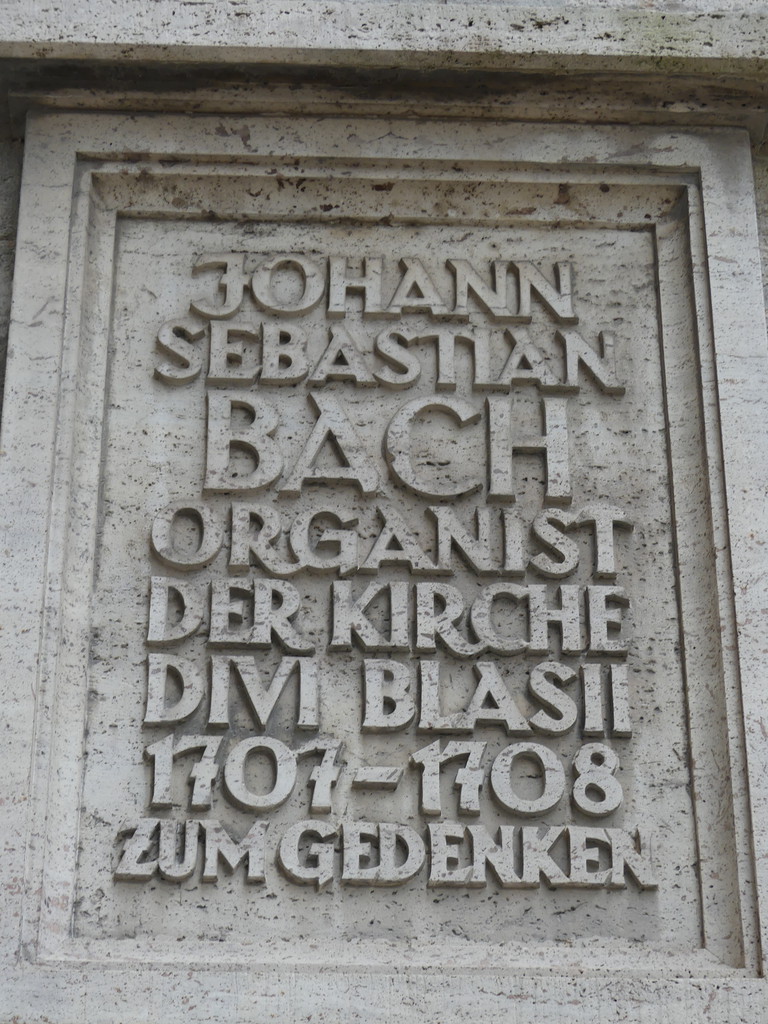 JOHANN
SEBASTIAN
BACH
ORGANIST
DER KIRCHE
DIVI BLASII
1707-1708
ZUM GEDENKEN